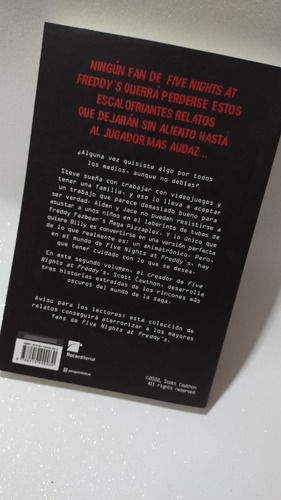 NINGÚN FAN DE FIVE NIGHTS AT
FREDDY'S QUERRÁ PERDERSE ESTOS
ESCALOFRIANTES RELATOS
QUE DEJARÁN SIN ALIENTO HASTA
AL JUGADOR MÁS AUDAZ...
¿Alguna vez quisiste algo por todos
los medios, aunque no debías?
Steve sueña con trabajar con videojuegos y
tener una familia, y eso lo lleva a aceptar
un trabajo que parece demasiado bueno para
ser verdad. Aiden y Jace no pueden resistirse a
asustar a unos niños en el laberinto de tubos de
Freddy Fazbear's Mega Pizzaplex. Y lo único que
quiere Billy es convertirse en una versión perfecta
de lo que realmente es: un animatrónico. Pero,
en el mundo de Five Nights at Freddy's, hay
que tener cuidado con lo que se desea.
En este segundo volumen, el creador de Five
Nights at Freddy's, Scott Cawthon, desarrolla
tres historias extraídas de los rincones más
oscuros del mundo de la saga.
Aviso para los lectores: esta colección de
relatos conseguirá aterrorizar a los mayores
fans de Five Nights at Freddy's.
Rocaeditorial
©2022, Scott Cawthon
All rights reserved